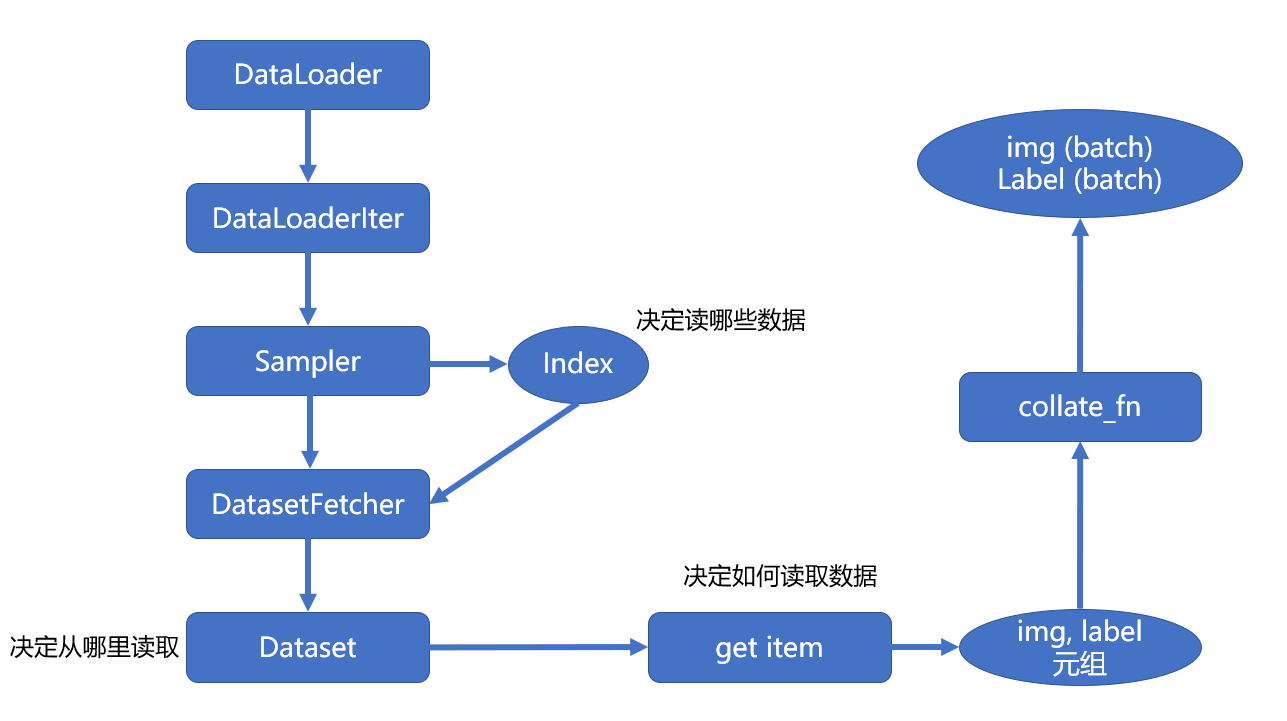 DataLoader
DataLoaderIter
Sampler
Index
决定读哪些数据
DatasetFetcher
决定从哪里读取
Dataset
决定如何读取数据
get item
img, label
元组
collate_fn
img (batch)
Label (batch)